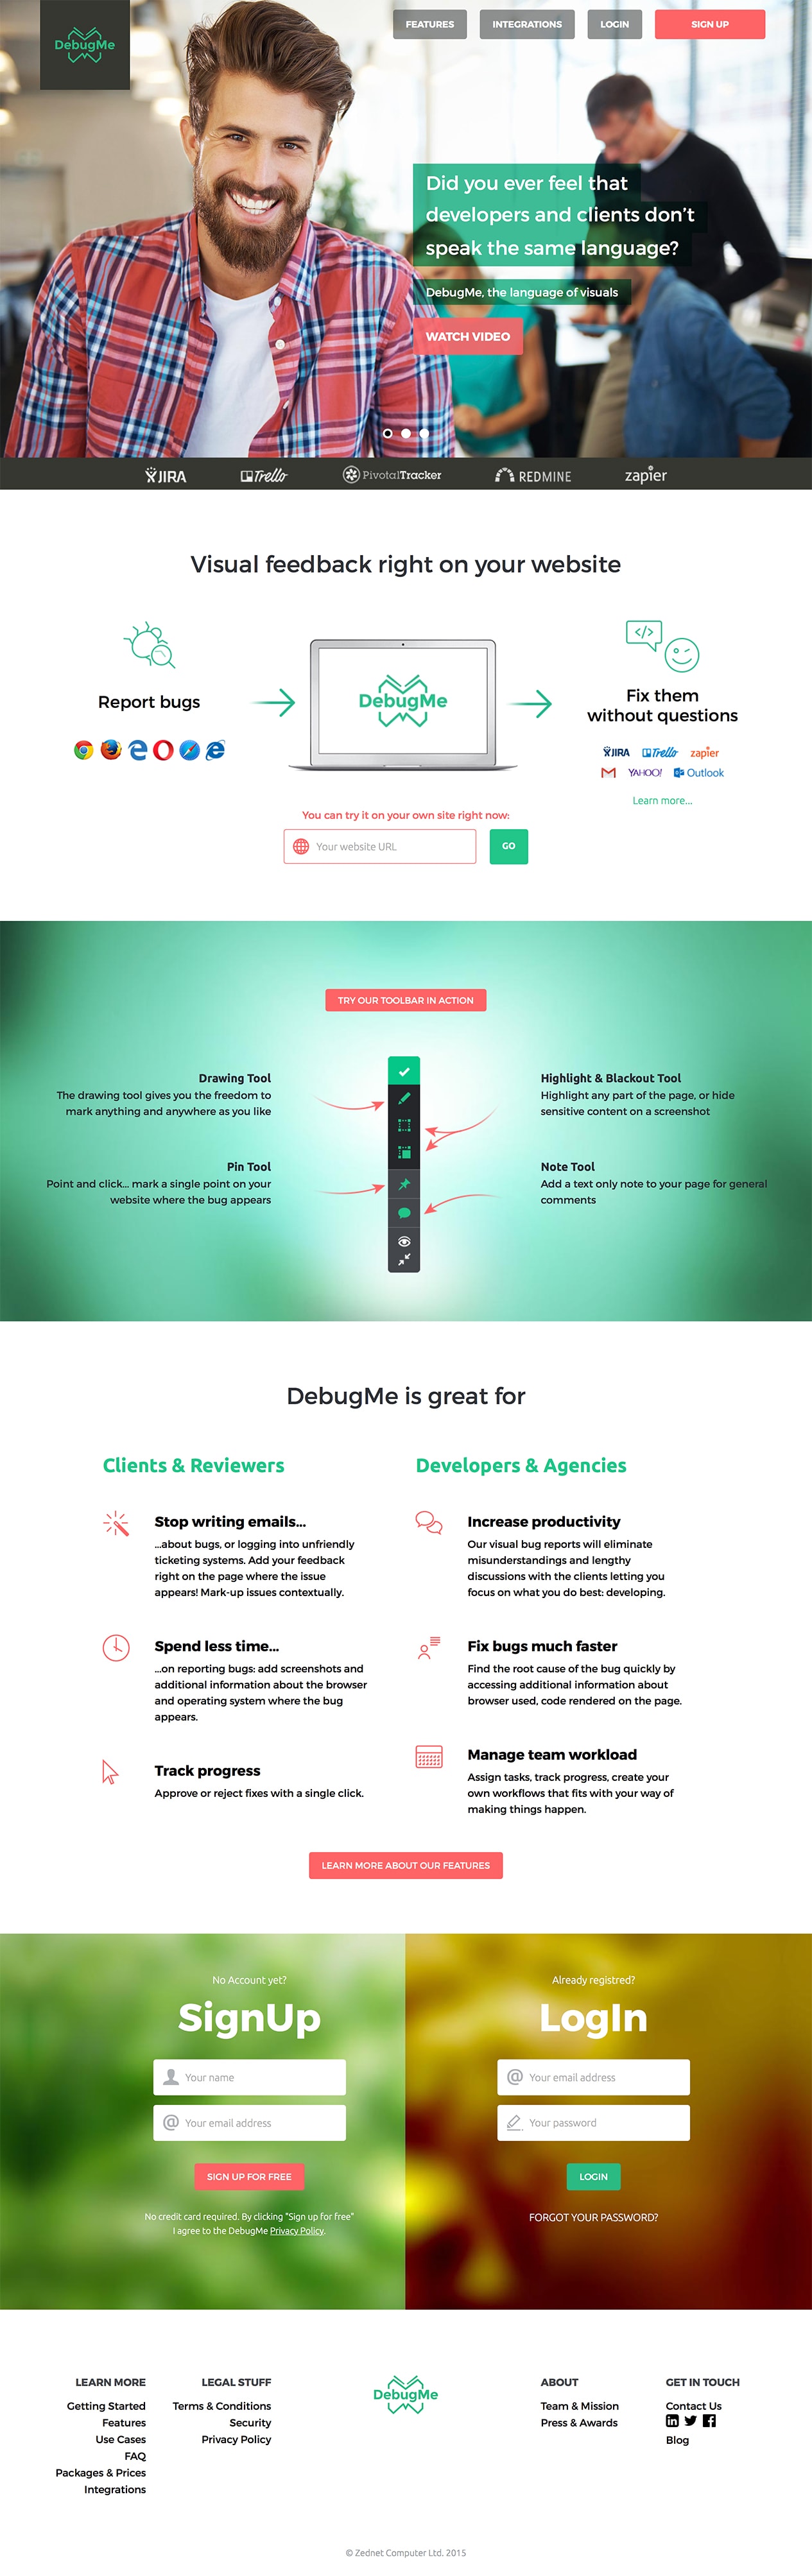 DebugMe
FEATURES
INTEGRATIONS
LOGIN
SIGN UP
Did you ever feel that
developers and clients don't
speak the same language?
DebugMe, the language of visuals
WATCH VIDEO
JIRA
Trello
PivotalTracker
REDMINE
zapier
Visual feedback right on your website
Report bugs
DebugMe
</>
Fix them
without questions
JIRA
Trello
zapier
YAHOO!
Outlook
Learn more...
You can try it on your own site right now:
Your website URL
GO
TRY OUR TOOLBAR IN ACTION
Drawing Tool
The drawing tool gives you the freedom to
mark anything and anywhere as you like
Highlight & Blackout Tool
Highlight any part of the page, or hide
sensitive content on a screenshot
Pin Tool
Point and click... mark a single point on your
website where the bug appears
Note Tool
Add a text only note to your page for general
comments
DebugMe is great for
Clients & Reviewers
Stop writing emails...
...about bugs, or logging into unfriendly
ticketing systems. Add your feedback
right on the page where the issue
appears! Mark-up issues contextually.
Spend less time...
...on reporting bugs: add screenshots and
additional information about the browser
and operating system where the bug
appears.
Track progress
Approve or reject fixes with a single click.
Developers & Agencies
Increase productivity
Our visual bug reports will eliminate
misunderstandings and lengthy
discussions with the clients letting you
focus on what you do best: developing.
Fix bugs much faster
Find the root cause of the bug quickly by
accessing additional information about
browser used, code rendered on the page.
Manage team workload
Assign tasks, track progress, create your
own workflows that fits with your way of
making things happen.
LEARN MORE ABOUT OUR FEATURES
No Account yet?
SignUp
Your name
@ Your email address
SIGN UP FOR FREE
No credit card required. By clicking "Sign up for free"
I agree to the DebugMe Privacy Policy.
Already registred?
LogIn
@ Your email address
Your password
LOGIN
FORGOT YOUR PASSWORD?
LEARN MORE
Getting Started
Features
Use Cases
FAQ
Packages & Prices
Integrations
LEGAL STUFF
Terms & Conditions
Security
Privacy Policy
DebugMe
ABOUT
Team & Mission
Press & Awards
GET IN TOUCH
Contact Us
in
Blog
© Zednet Computer Ltd. 2015